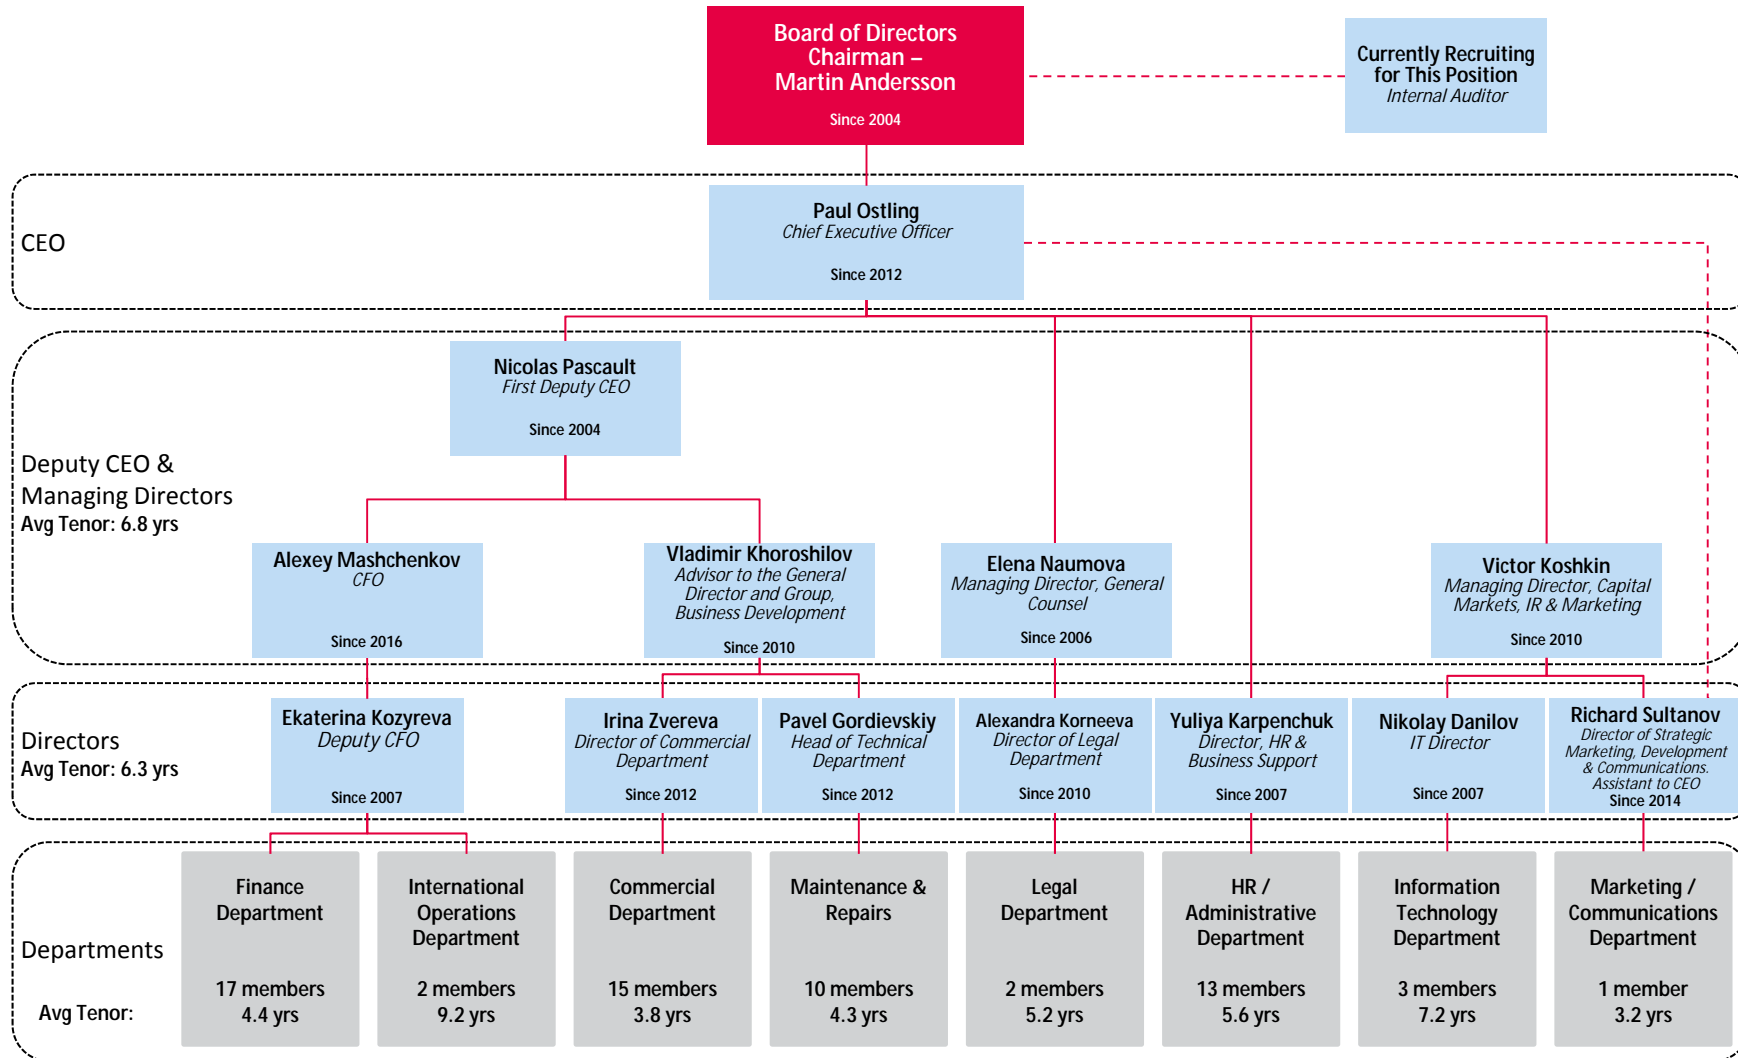 Board of Directors
Chairman –
Martin Andersson
Since 2004
Currently Recruiting
for This Position
Internal Auditor
CEO
Paul Ostling
Chief Executive Officer
Since 2012
Deputy CEO &
Managing Directors
Avg Tenor: 6.8 yrs
Nicolas Pascault
First Deputy CEO
Since 2004
Alexey Mashchenkov
CFO
Since 2016
Vladimir Khoroshilov
Advisor to the General
Director and Group,
Business Development
Since 2010
Elena Naumova
Managing Director, General
Counsel
Since 2006
Victor Koshkin
Managing Director, Capital
Markets, IR & Marketing
Since 2010
Directors
Avg Tenor: 6.3 yrs
Ekaterina Kozyreva
Deputy CFO
Since 2007
Irina Zvereva
Director of Commercial
Department
Since 2012
Pavel Gordievskiy
Head of Technical
Department
Since 2012
Alexandra Korneeva
Director of Legal
Department
Since 2010
Yuliya Karpenchuk
Director, HR &
Business Support
Since 2007
Nikolay Danilov
IT Director
Since 2007
Richard Sultanov
Director of Strategic
Marketing, Development
& Communications.
Assistant to CEO
Since 2014
Departments
Avg Tenor:
Finance
Department
17 members
4.4 yrs
International
Operations
Department
2 members
9.2 yrs
Commercial
Department
15 members
3.8 yrs
Maintenance &
Repairs
10 members
4.3 yrs
Legal
Department
2 members
5.2 yrs
HR /
Administrative
Department
13 members
5.6 yrs
Information
Technology
Department
3 members
7.2 yrs
Marketing /
Communications
Department
1 member
3.2 yrs